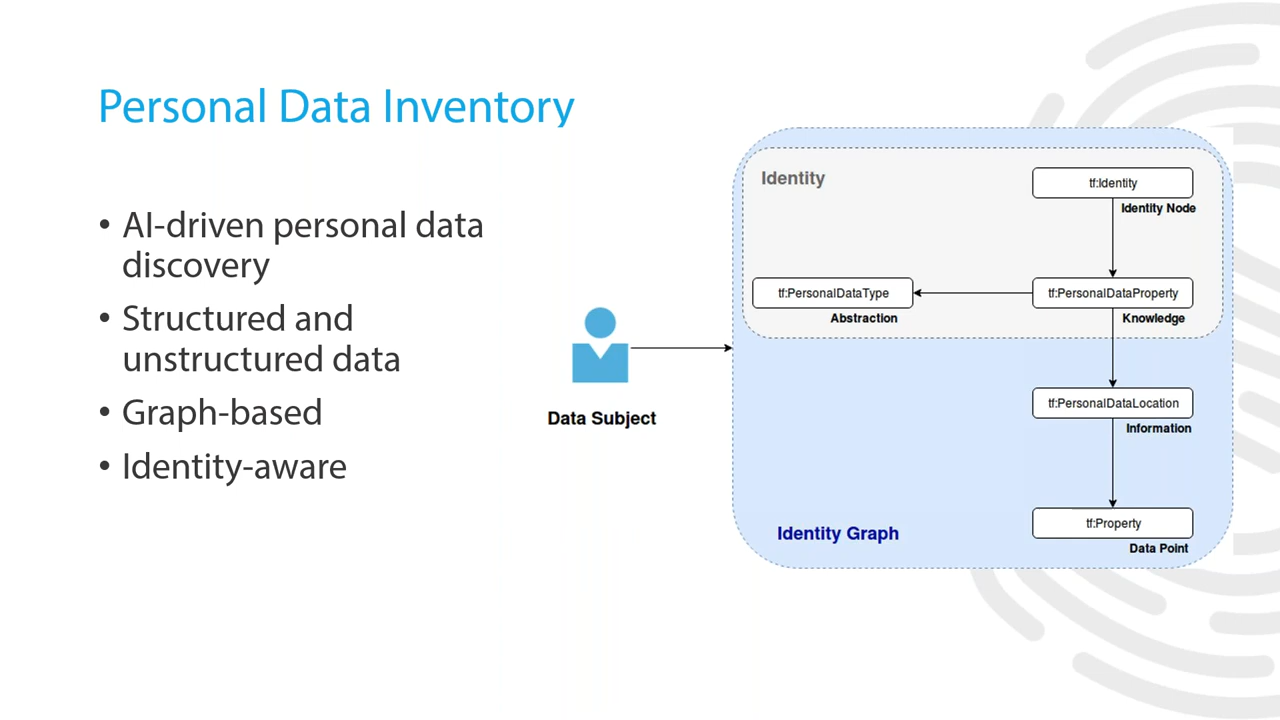 Personal Data Inventory
• AI-driven personal data
discovery
• Structured and
unstructured data
• Graph-based
• Identity-aware
Data Subject
Identity
tf:Identity
Identity Node
tf:PersonalDataType
Abstraction
tf:PersonalDataProperty
Knowledge
tf:PersonalDataLocation
Information
tf:Property
Data Point
Identity Graph